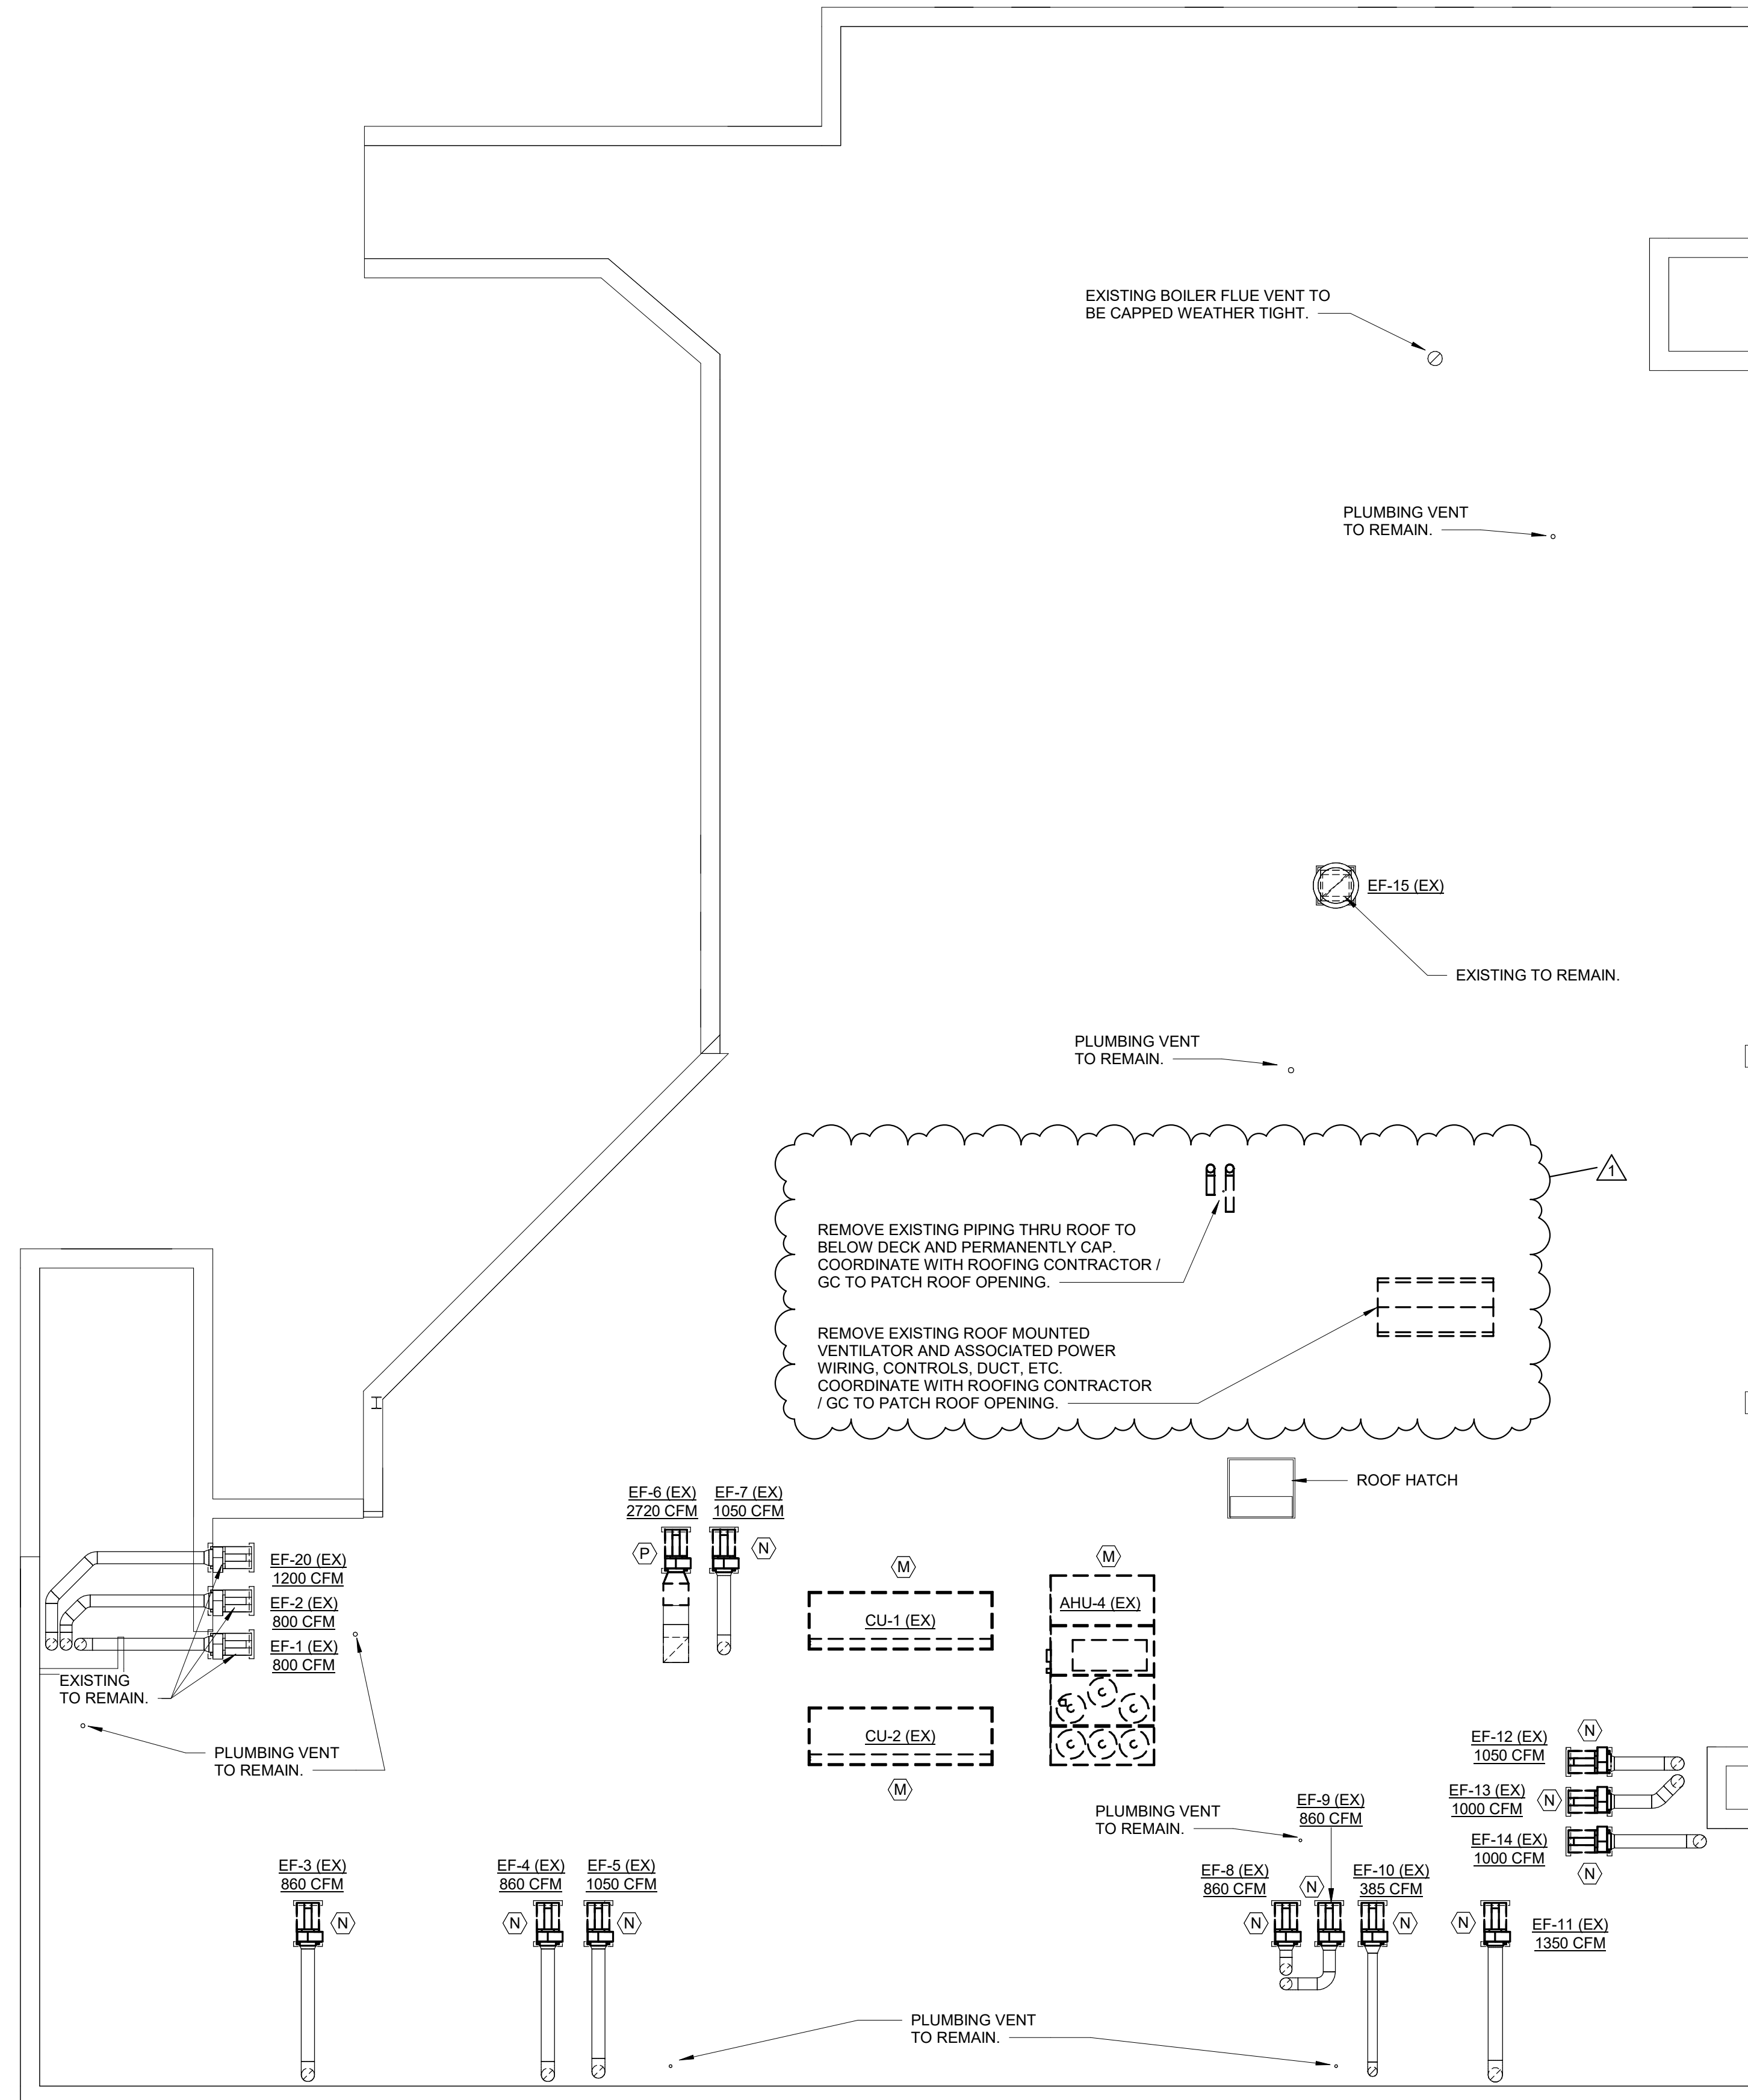 EXISTING BOILER FLUE VENT TO
BE CAPPED WEATHER TIGHT.
PLUMBING VENT
TO REMAIN.
EF-15 (EX)
EXISTING TO REMAIN.
PLUMBING VENT
TO REMAIN.
1
REMOVE EXISTING PIPING THRU ROOF TO
BELOW DECK AND PERMANENTLY CAP.
COORDINATE WITH ROOFING CONTRACTOR /
GC TO PATCH ROOF OPENING.
REMOVE EXISTING ROOF MOUNTED
VENTILATOR AND ASSOCIATED POWER
WIRING, CONTROLS, DUCT, ETC.
COORDINATE WITH ROOFING CONTRACTOR
/ GC TO PATCH ROOF OPENING.
ROOF HATCH
EF-6 (EX)
2720 CFM
EF-7 (EX)
1050 CFM
P
N
M
M
EF-20 (EX)
1200 CFM
EF-2 (EX)
800 CFM
EF-1 (EX)
800 CFM
CU-1 (EX)
AHU-4 (EX)
EXISTING
TO REMAIN.
PLUMBING VENT
TO REMAIN.
CU-2 (EX)
M
EF-12 (EX)
1050 CFM
N
EF-13 (EX)
1000 CFM
N
EF-14 (EX)
1000 CFM
N
PLUMBING VENT
TO REMAIN.
EF-9 (EX)
860 CFM
EF-3 (EX)
860 CFM
N
EF-4 (EX)
860 CFM
N
EF-5 (EX)
1050 CFM
N
EF-8 (EX)
860 CFM
N
N
EF-10 (EX)
385 CFM
N
N
EF-11 (EX)
1350 CFM
PLUMBING VENT
TO REMAIN.